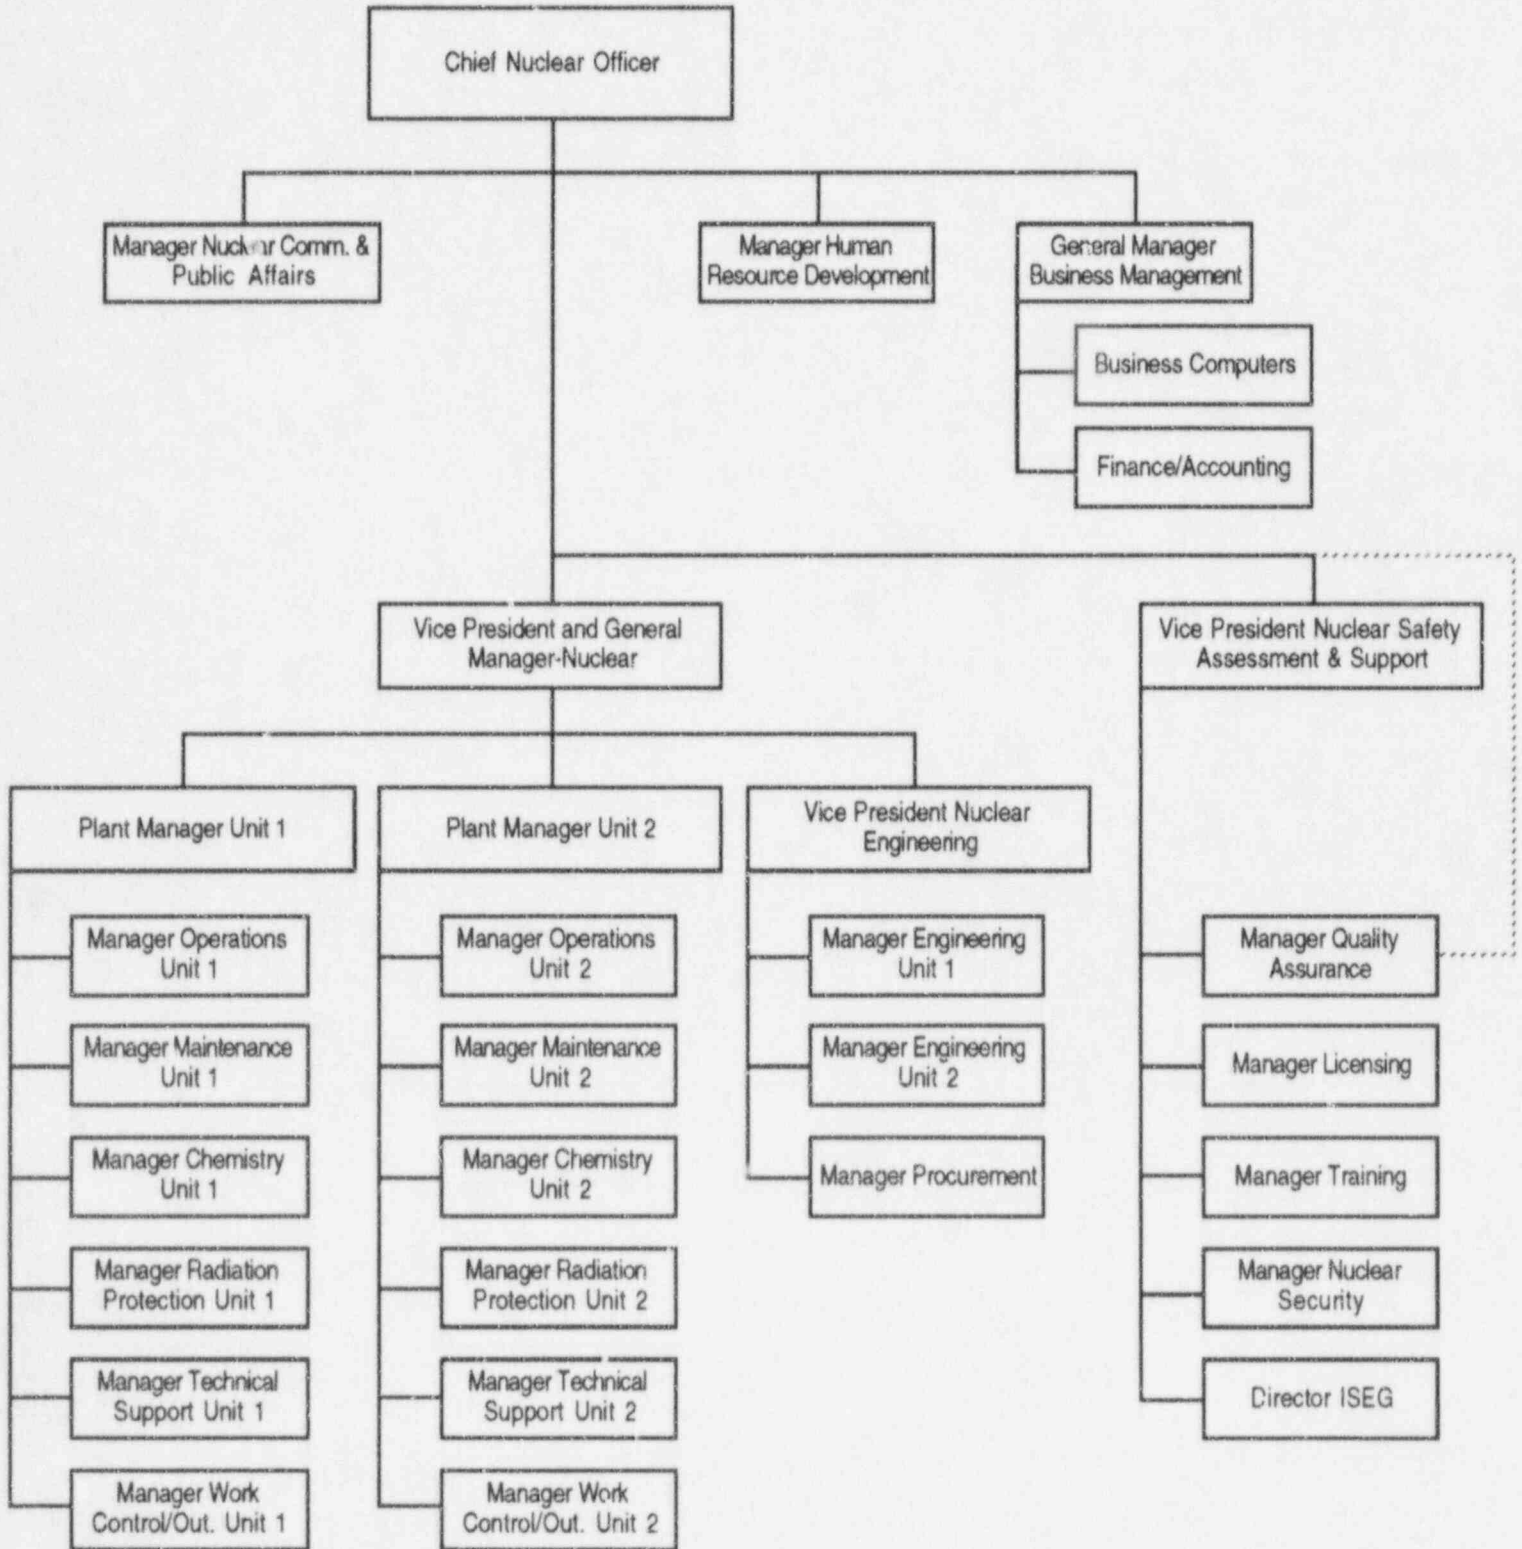 Chief Nuclear Officer
Manager Nuclear Comm. &
Public Affairs
Manager Human
Resource Development
General Manager
Business Management
Business Computers
Finance/Accounting
Vice President and General
Manager-Nuclear
Vice President Nuclear Safety
Assessment & Support
Plant Manager Unit 1
Plant Manager Unit 2
Vice President Nuclear
Engineering
Manager Operations
Unit 1
Manager Maintenance
Unit 1
Manager Chemistry
Unit 1
Manager Radiation
Protection Unit 1
Manager Technical
Support Unit 1
Manager Work
Control/Out. Unit 1
Manager Operations
Unit 2
Manager Maintenance
Unit 2
Manager Chemistry
Unit 2
Manager Radiation
Protection Unit 2
Manager Technical
Support Unit 2
Manager Work
Control/Out. Unit 2
Manager Engineering
Unit 1
Manager Engineering
Unit 2
Manager Procurement
Manager Quality
Assurance
Manager Licensing
Manager Training
Manager Nuclear
Security
Director ISEG